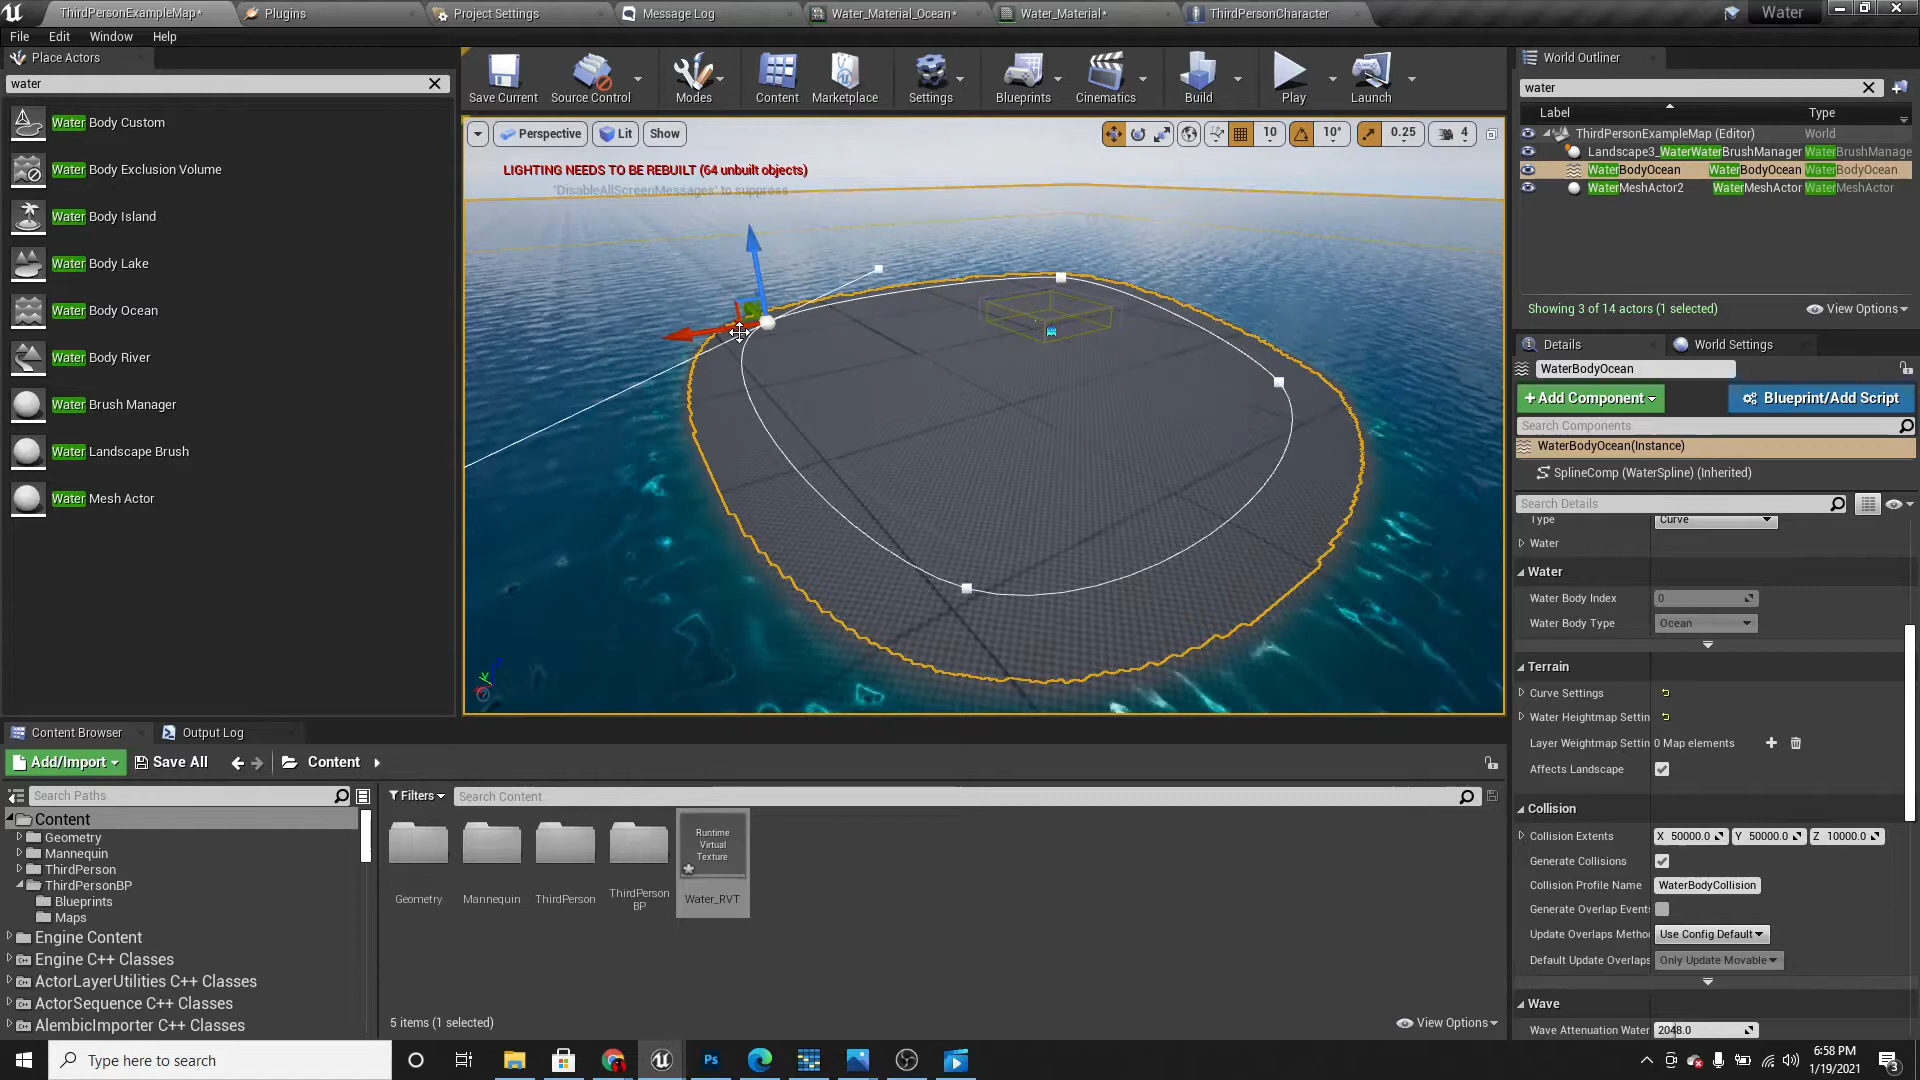 ThirdPersonExampleMap*
Plugins
Project Settings
Message Log
Water_Material_Ocean*
Water_Material*
ThirdPersonCharacter
Water
File Edit Window Help
Place Actors
water
Water Body Custom
Water Body Exclusion Volume
Water Body Island
Water Body Lake
Water Body Ocean
Water Body River
Water Brush Manager
Water Landscape Brush
Water Mesh Actor
Save Current
Source Control
Modes
Content
Marketplace
Settings
Blueprints
Cinematics
Build
Play
Launch
Perspective
Lit
Show
10
10°
0.25
4
LIGHTING NEEDS TO BE REBUILT (64 unbuilt objects)
'DisableAllScreenMessages' to suppress
World Outliner
water
Label
Type
ThirdPersonExampleMap (Editor) World
Landscape3_WaterWaterBrushManager WaterBrushManage
WaterBodyOcean WaterBodyOcean WaterBodyOcean
WaterMeshActor2 WaterMeshActor WaterMeshActor
Showing 3 of 14 actors (1 selected)
View Options
Details
World Settings
WaterBodyOcean
+Add Component
Blueprint/Add Script
Search Components
WaterBodyOcean(Instance)
SplineComp (WaterSpline) (Inherited)
Search Details
Type Curve
Water
Water
Water Body Index 0
Water Body Type Ocean
Terrain
Curve Settings
Water Heightmap Settin
Layer Weightmap Settin 0 Map elements
Affects Landscape
Collision
Collision Extents X 50000.0 Y 50000.0 Z 10000.0
Generate Collisions
Collision Profile Name WaterBodyCollision
Generate Overlap Event
Update Overlaps Metho Use Config Default
Default Update Overlaps Only Update Movable
Wave
Wave Attenuation Water 2048.0
Content Browser
Output Log
Add/Import
Save All
Content
Search Paths
Filters
Search Content
Content
Geometry
Mannequin
ThirdPerson
ThirdPersonBP
Blueprints
Maps
Engine Content
Engine C++ Classes
ActorLayerUtilities C++ Classes
ActorSequence C++ Classes
AlembicImporter C++ Classes
Geometry
Mannequin
ThirdPerson
ThirdPerson
BP
Runtime
Virtual
Texture
Water_RVT
5 items (1 selected)
View Options
Type here to search
Ps
6:58 PM
1/19/2021
3